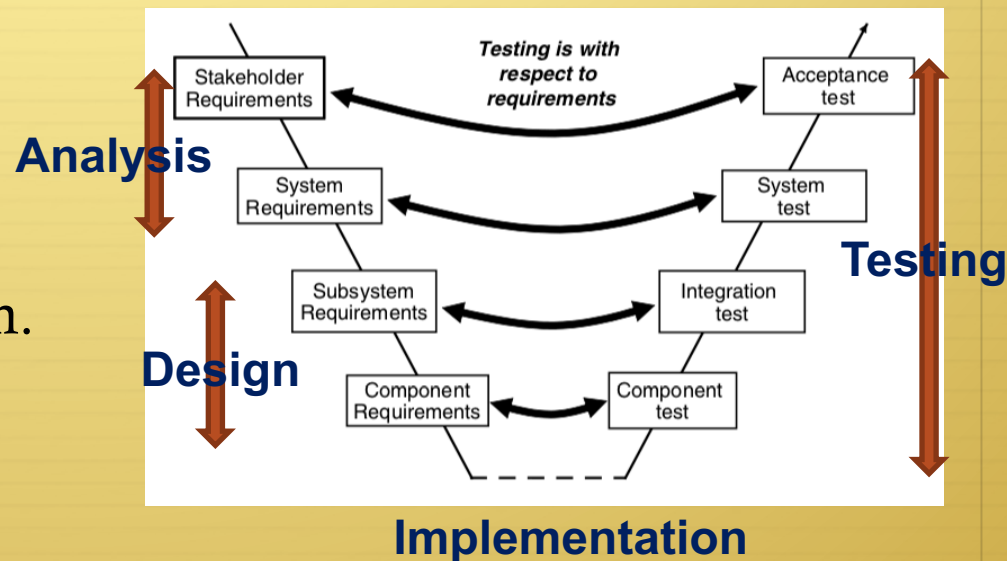 Testing is with
respect to
requirements
Stakeholder
Requirements
Acceptance
test
Analysis
System
Requirements
System
test
Testing
Subsystem
Requirements
Integration
test
n.
Design
Component
Requirements
Component
test
Implementation